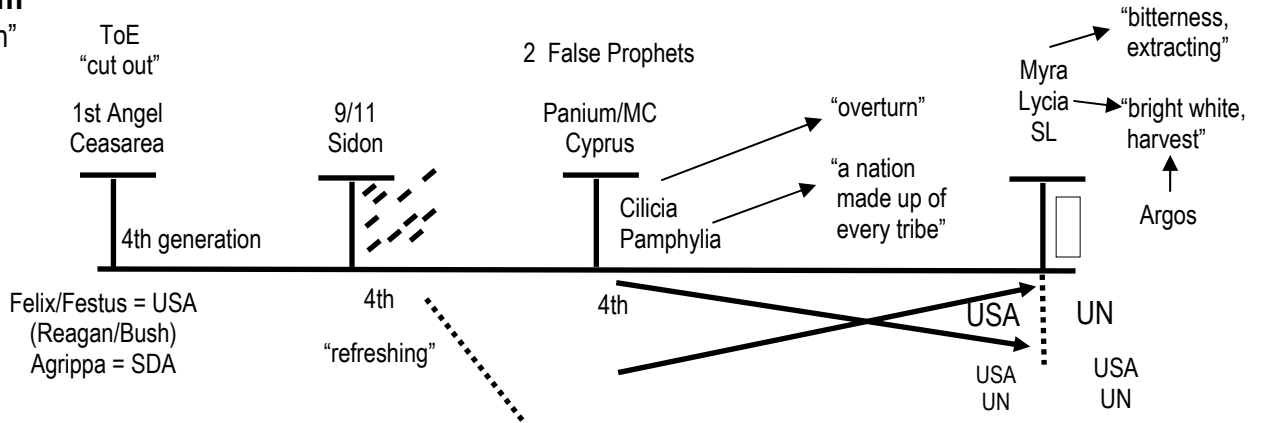 m
n”
ToE
“cut out”
1st Angel
Ceasarea
9/11
Sidon
2 False Prophets
Panium/MC
Cyprus
Cilicia
Pamphylia
“overturn”
“a nation
made up of
every tribe”
Myra
Lycia
SL
“bitterness,
extracting”
“bright white,
harvest”
Argos
4th generation
Felix/Festus = USA
(Reagan/Bush)
Agrippa = SDA
4th
“refreshing”
4th
USA
UN
USA
UN
USA
UN